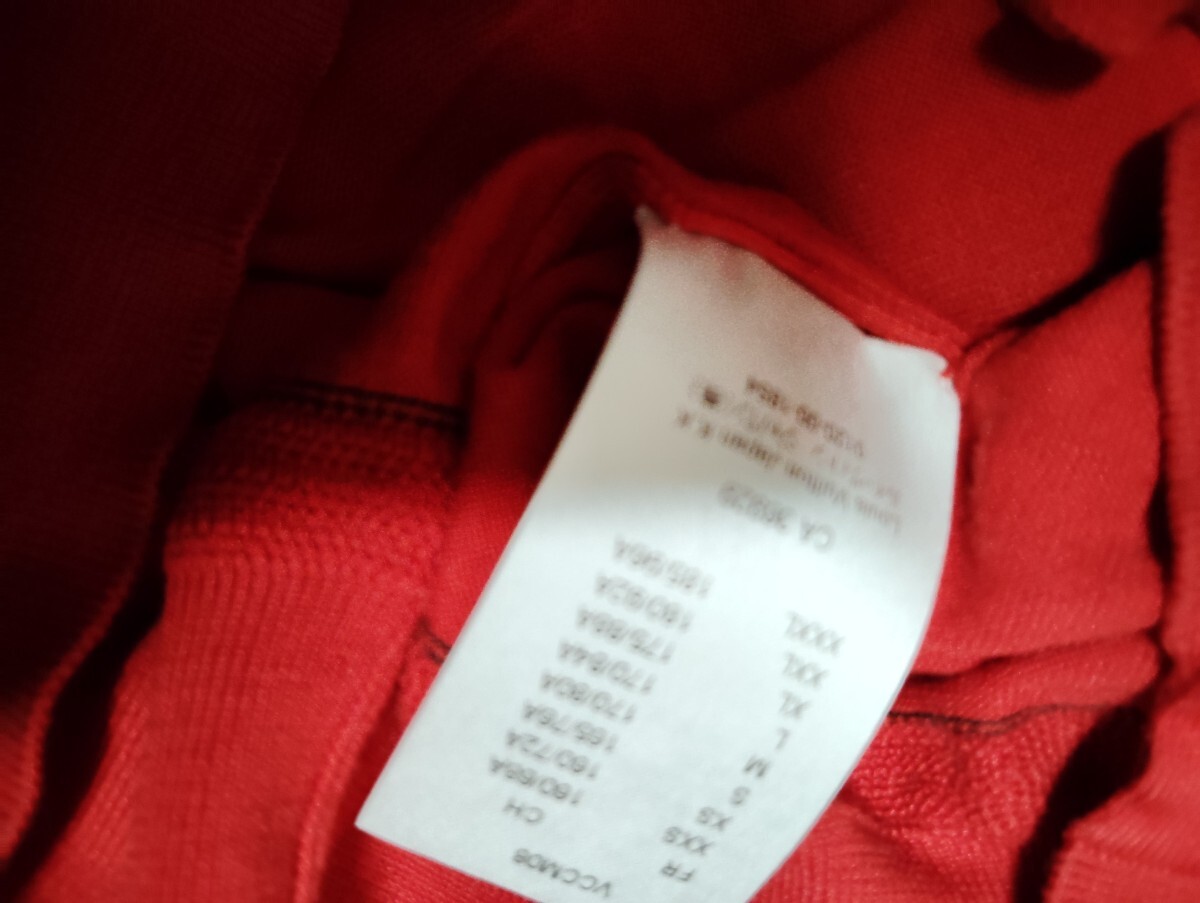 VCCM08
FR CH
XXS 160/68A
XS 160/72A
S 165/76A
M 170/80A
L 170/84A
XL 175/88A
XXL 180/92A
XXXL 185/96A
CA 36929
Louis Vuitton Japan K.K
0120-00-1854